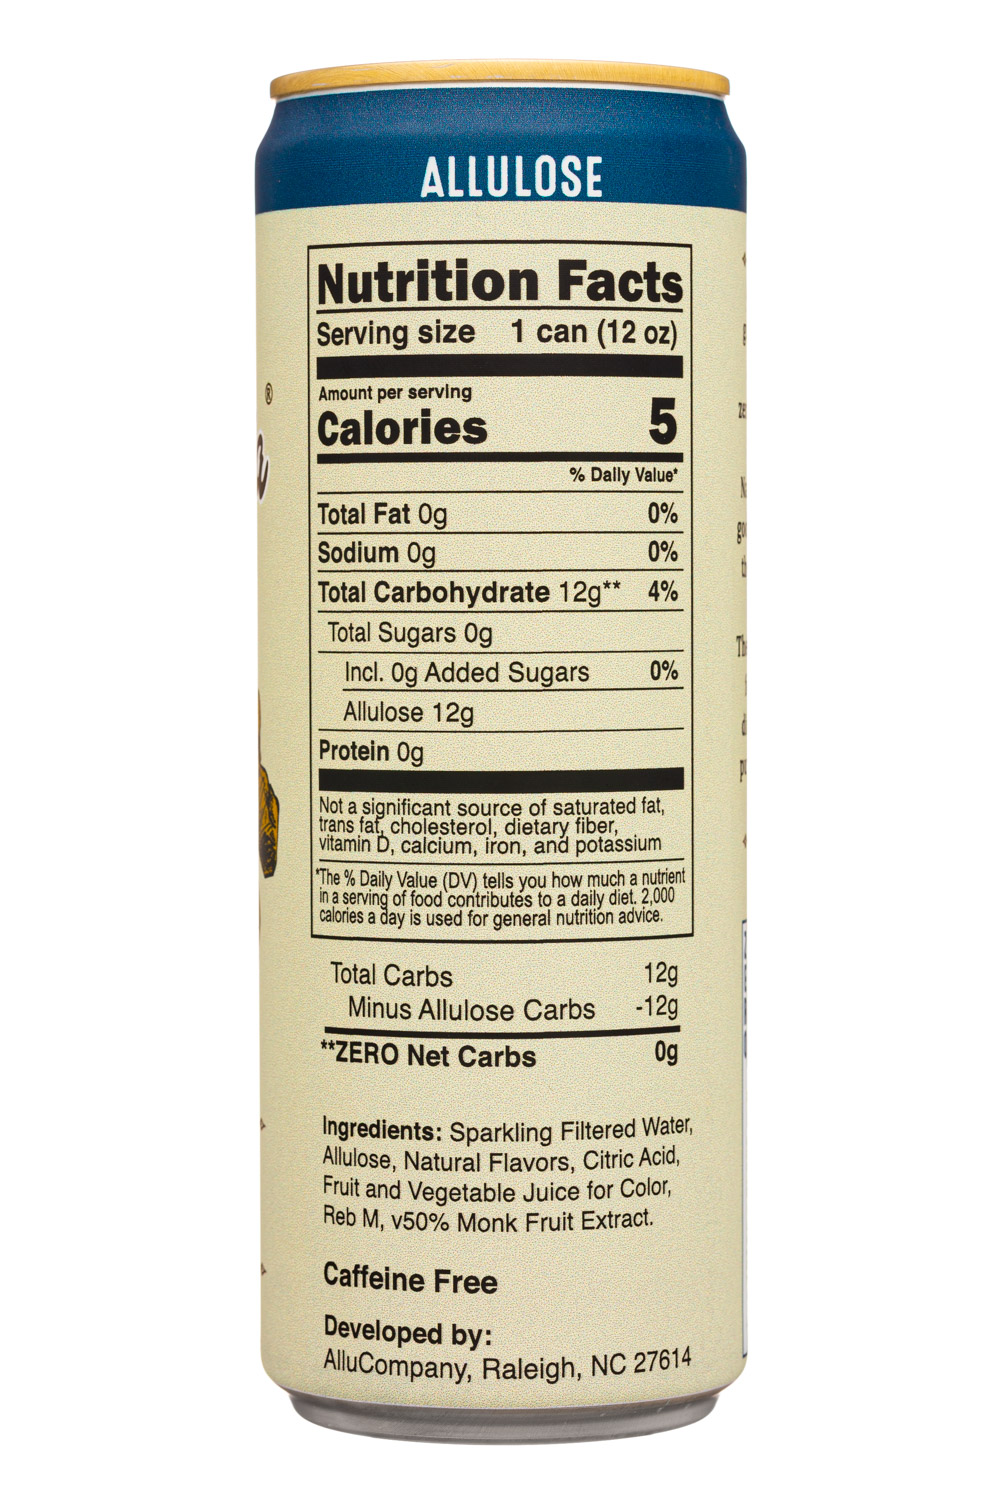 ALLULOSE
Nutrition Facts
Serving size 1 can (12 oz)
Amount per serving
Calories 5
% Daily Value*
Total Fat 0g 0%
Sodium 0g 0%
Total Carbohydrate 12g** 4%
Total Sugars 0g
Incl. 0g Added Sugars 0%
Allulose 12g
Protein 0g
Not a significant source of saturated fat,
trans fat, cholesterol, dietary fiber,
vitamin D, calcium, iron, and potassium
*The % Daily Value (DV) tells you how much a nutrient
in a serving of food contributes to a daily diet. 2,000
calories a day is used for general nutrition advice.
Total Carbs 12g
Minus Allulose Carbs -12g
**ZERO Net Carbs 0g
Ingredients: Sparkling Filtered Water,
Allulose, Natural Flavors, Citric Acid,
Fruit and Vegetable Juice for Color,
Reb M, v50% Monk Fruit Extract.
Caffeine Free
Developed by:
AlluCompany, Raleigh, NC 27614
®